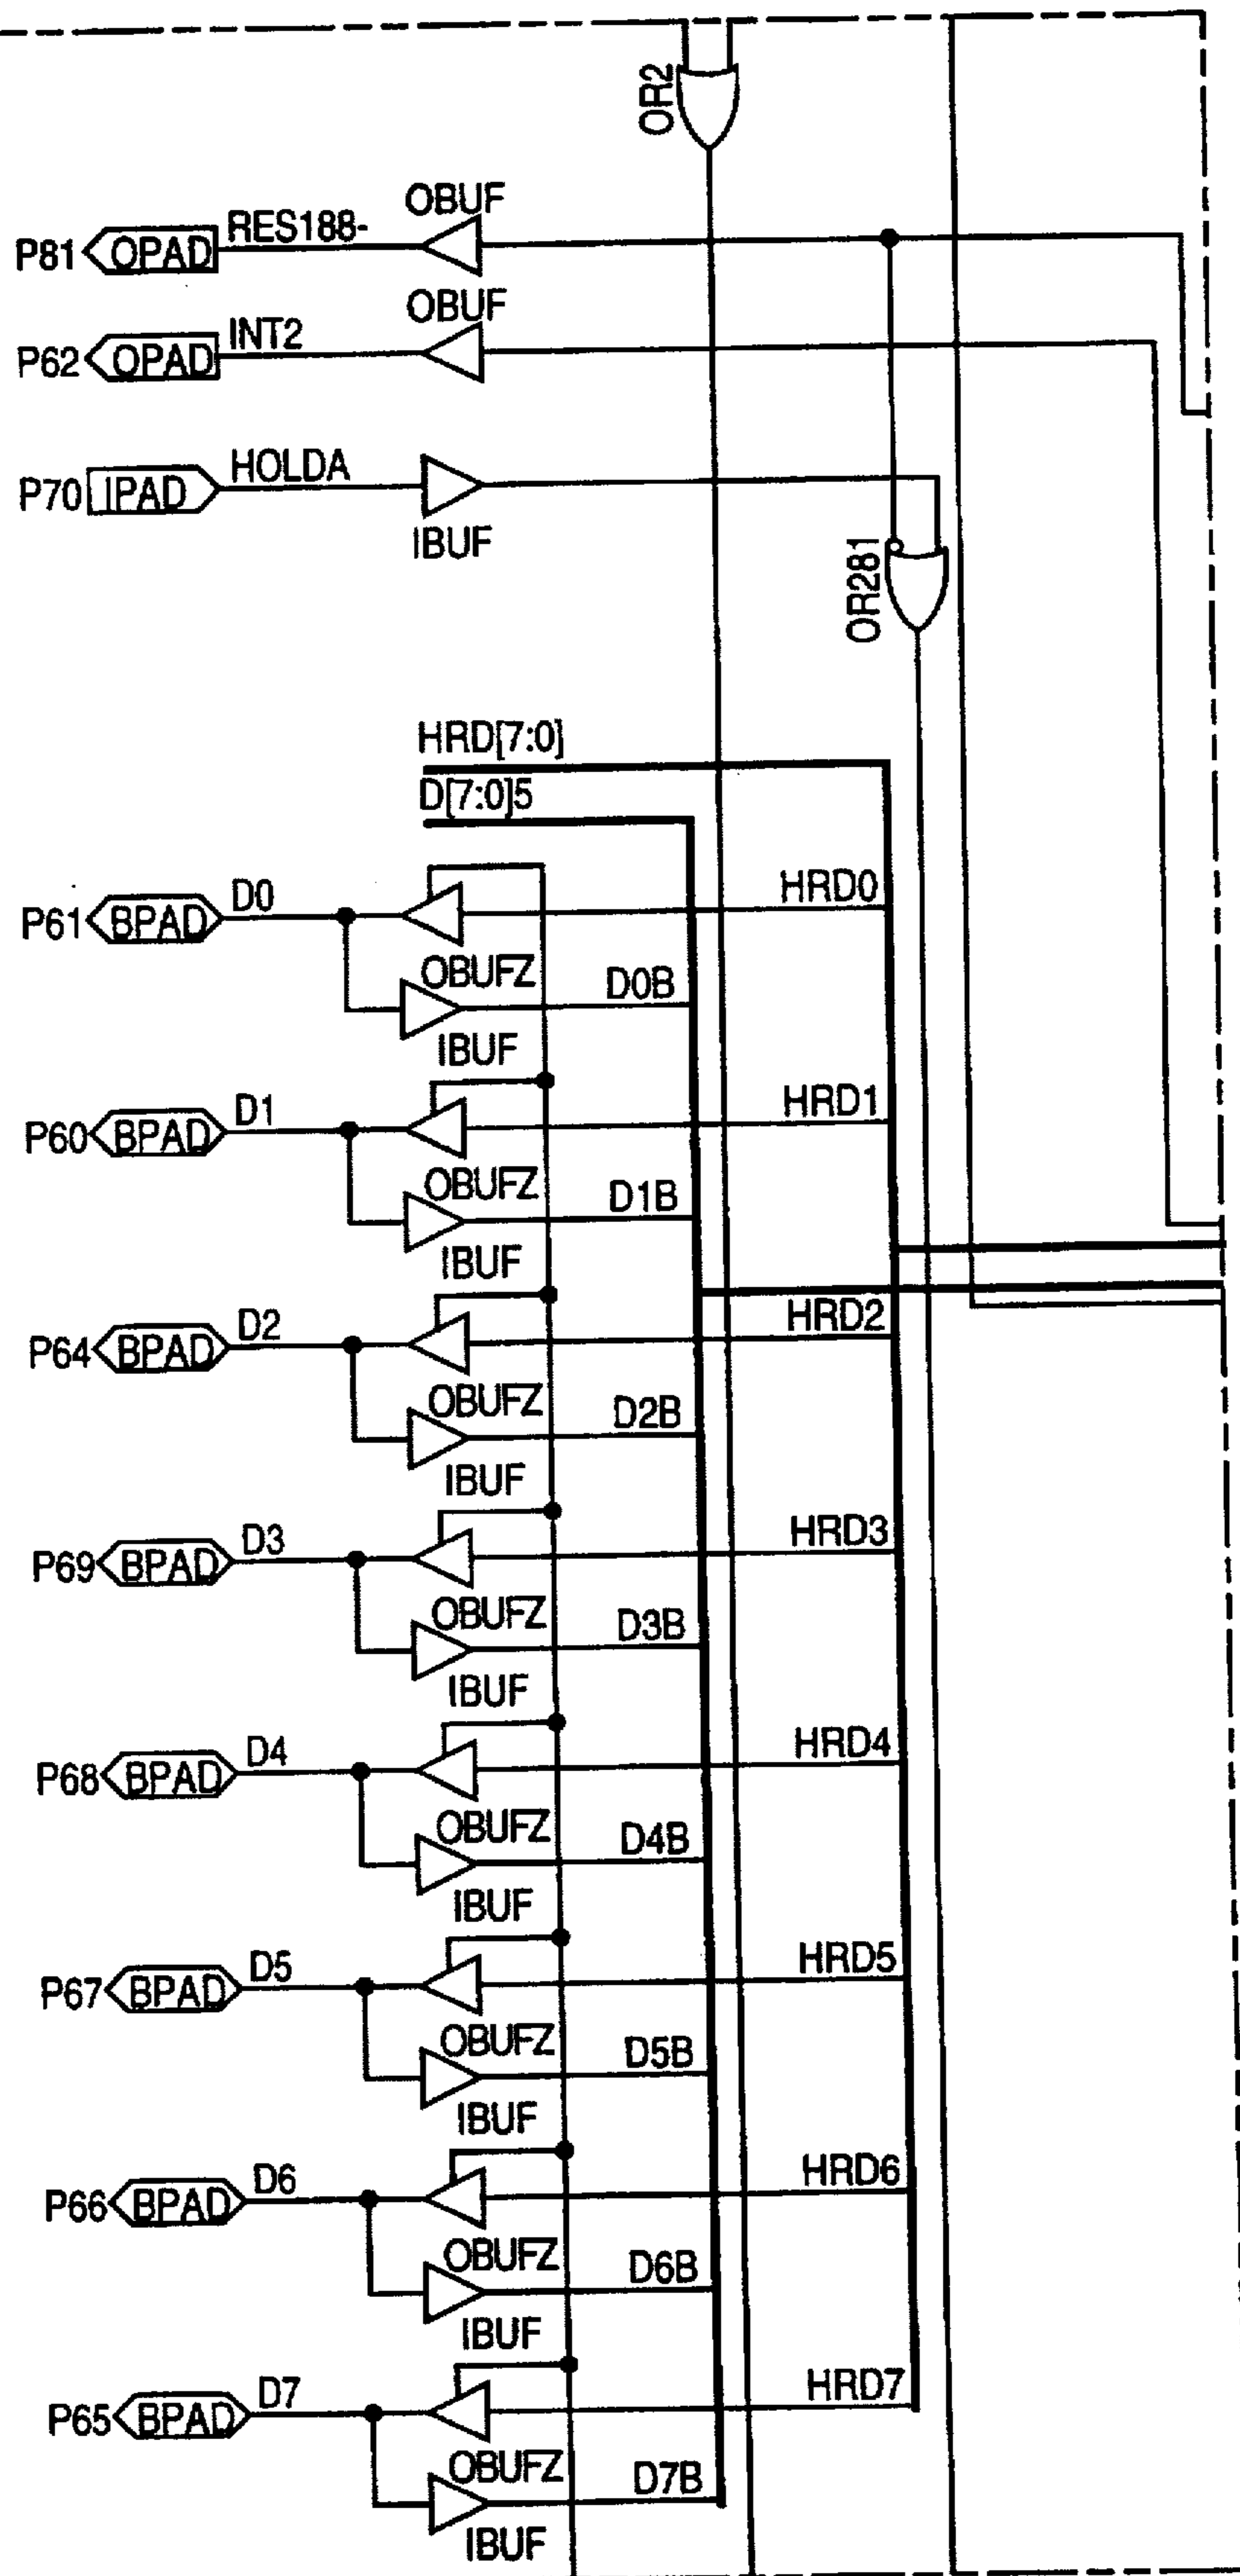 OR2
OBUF
P81 OPAD RES188-
OBUF
P62 OPAD INT2
P70 IPAD HOLDA
IBUF
OR281
HRD[7:0]
D[7:0]5
P61 BPAD D0 HRD0
OBUFZ D0B
IBUF
P60 BPAD D1 HRD1
OBUFZ D1B
IBUF
P64 BPAD D2 HRD2
OBUFZ D2B
IBUF
P69 BPAD D3 HRD3
OBUFZ D3B
IBUF
P68 BPAD D4 HRD4
OBUFZ D4B
IBUF
P67 BPAD D5 HRD5
OBUFZ D5B
IBUF
P66 BPAD D6 HRD6
OBUFZ D6B
IBUF
P65 BPAD D7 HRD7
OBUFZ D7B
IBUF